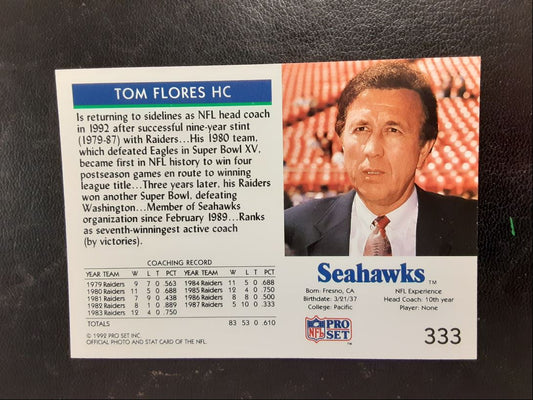 TOM FLORES HC
Is returning to sidelines as NFL head coach
in 1992 after successful nine-year stint
(1979-87) with Raiders...His 1980 team,
which defeated Eagles in Super Bowl XV,
became first in NFL history to win four
postseason games en route to winning
league title...Three years later, his Raiders
won another Super Bowl, defeating
Washington...Member of Seahawks
organization since February 1989...Ranks
as seventh-winningest active coach
(by victories).
COACHING RECORD
YEAR TEAM W L T PCT YEAR TEAM W L T PCT
1979 Raiders 9 7 0 .563 1984 Raiders 11 5 0 .688
1980 Raiders 11 5 0 .688 1985 Raiders 12 4 0 .750
1981 Raiders 7 9 0 .438 1986 Raiders 8 8 0 .500
1982 Raiders 8 1 0 .889 1987 Raiders 5 10 0 .333
1983 Raiders 12 4 0 .750
TOTALS 83 53 0 .610
© 1992 PRO SET INC
OFFICIAL PHOTO AND STAT CARD OF THE NFL.
Seahawks TM
Born: Fresno, CA NFL Experience
Birthdate: 3/21/37 Head Coach: 10th year
College: Pacific Player: None
NFL PRO SET TM
333